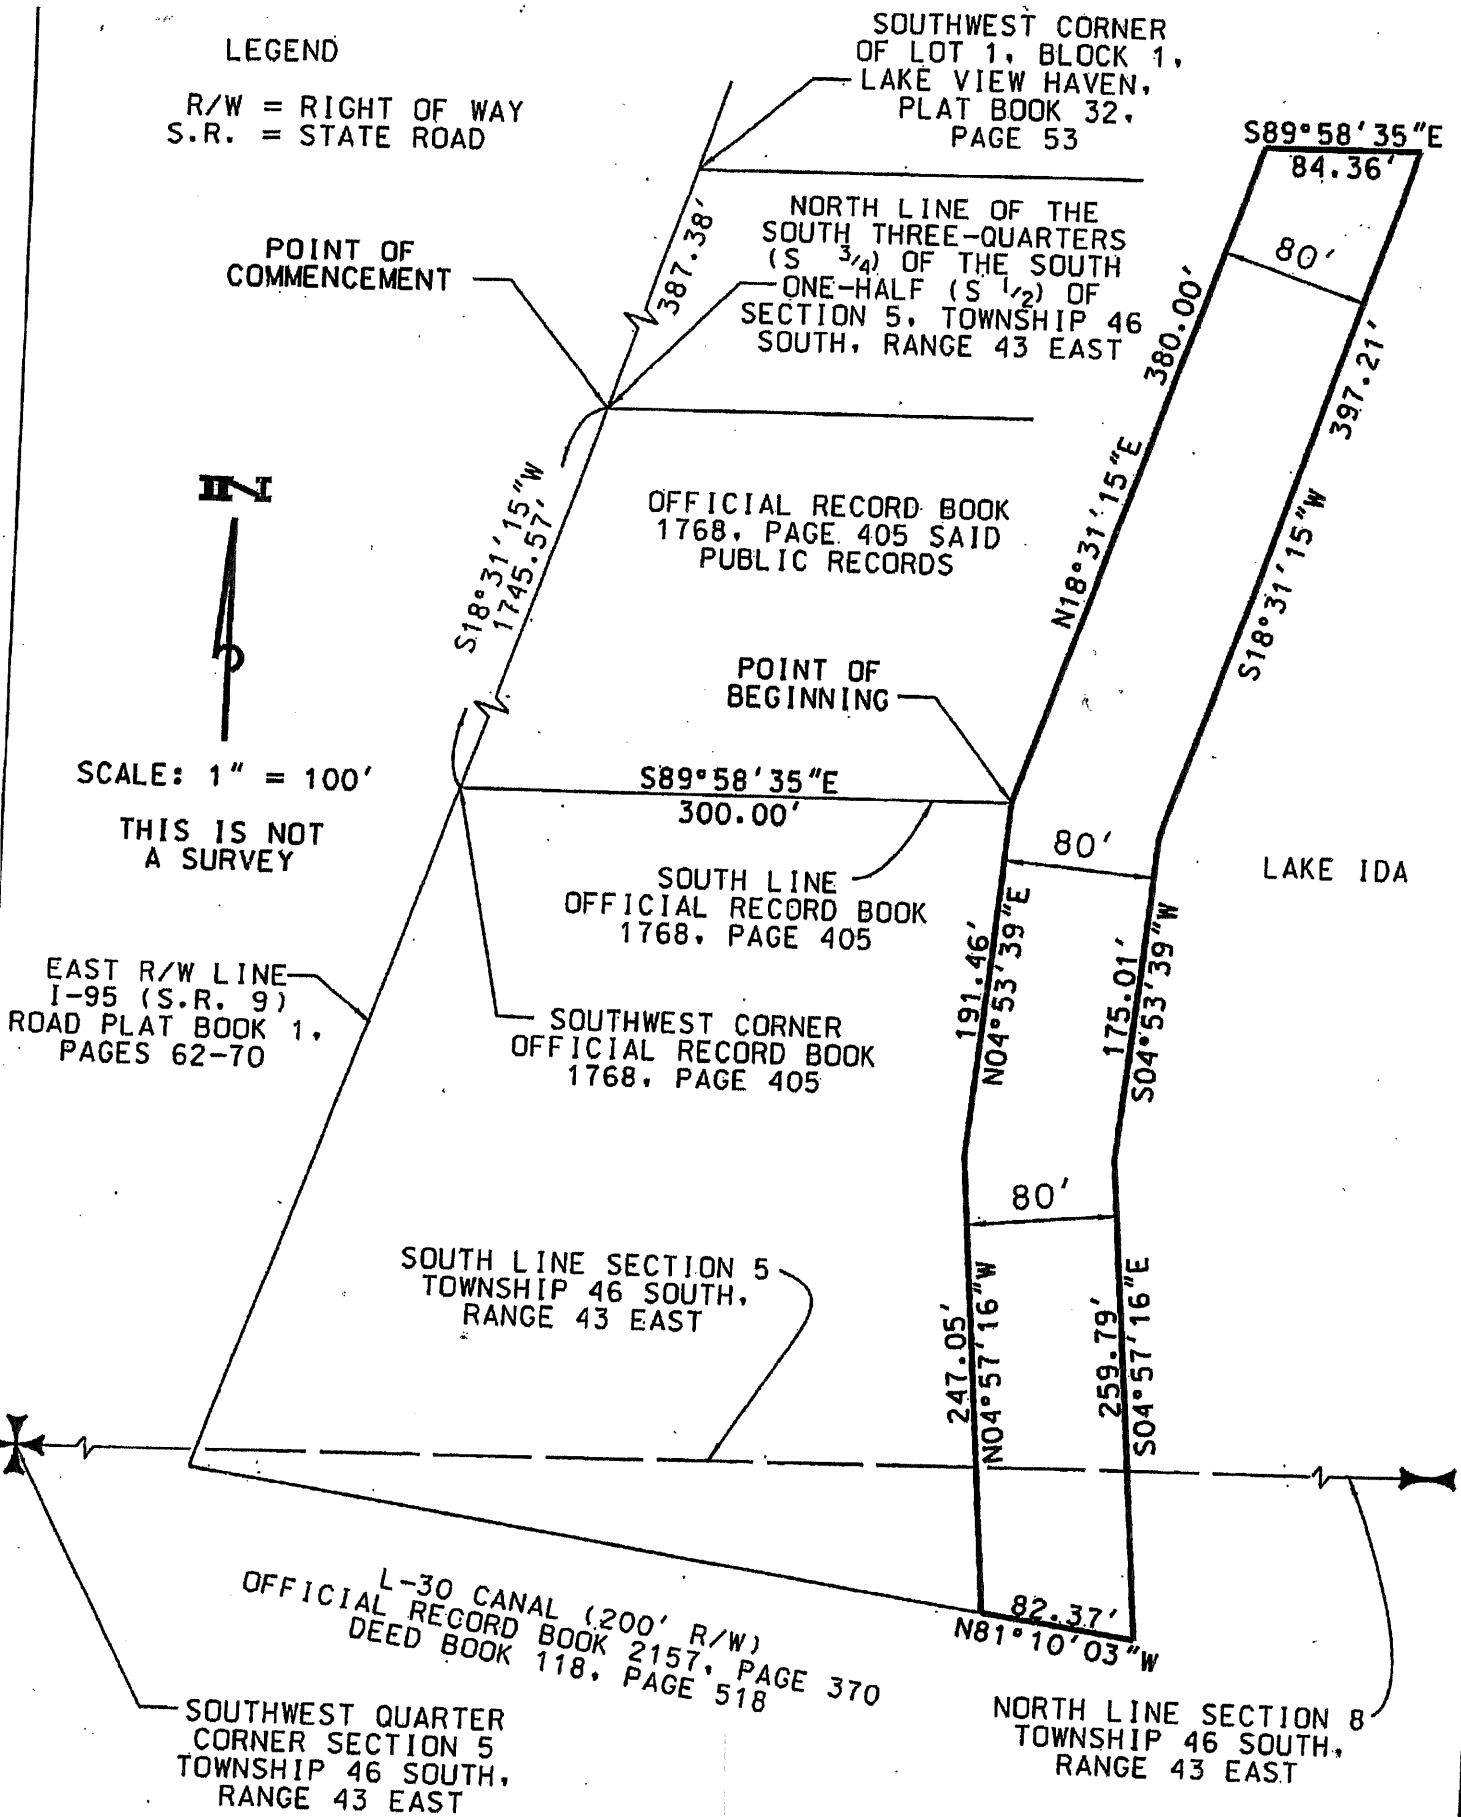 LEGEND
R/W = RIGHT OF WAY
S.R. = STATE ROAD
SOUTHWEST CORNER
OF LOT 1, BLOCK 1,
LAKE VIEW HAVEN,
PLAT BOOK 32,
PAGE 53
S89°58'35"E
84.36'
POINT OF
COMMENCEMENT
387.38'
NORTH LINE OF THE
SOUTH THREE-QUARTERS
(S 3/4) OF THE SOUTH
ONE-HALF (S 1/2) OF
SECTION 5, TOWNSHIP 46
SOUTH, RANGE 43 EAST
80'
380.00'
397.21'
N18°31'15"E
S18°31'15"W
N
S18°31'15"W
1745.57'
OFFICIAL RECORD BOOK
1768, PAGE 405 SAID
PUBLIC RECORDS
POINT OF
BEGINNING
SCALE: 1" = 100'
THIS IS NOT
A SURVEY
S89°58'35"E
300.00'
80'
LAKE IDA
SOUTH LINE
OFFICIAL RECORD BOOK
1768, PAGE 405
191.46'
N04°53'39"E
175.01'
S04°53'39"W
EAST R/W LINE
I-95 (S.R. 9)
ROAD PLAT BOOK 1,
PAGES 62-70
SOUTHWEST CORNER
OFFICIAL RECORD BOOK
1768, PAGE 405
80'
SOUTH LINE SECTION 5
TOWNSHIP 46 SOUTH,
RANGE 43 EAST
247.05'
N04°57'16"W
259.79'
S04°57'16"E
L-30 CANAL (200' R/W)
OFFICIAL RECORD BOOK 2157, PAGE 370
DEED BOOK 118, PAGE 518
82.37'
N81°10'03"W
SOUTHWEST QUARTER
CORNER SECTION 5
TOWNSHIP 46 SOUTH,
RANGE 43 EAST
NORTH LINE SECTION 8
TOWNSHIP 46 SOUTH,
RANGE 43 EAST